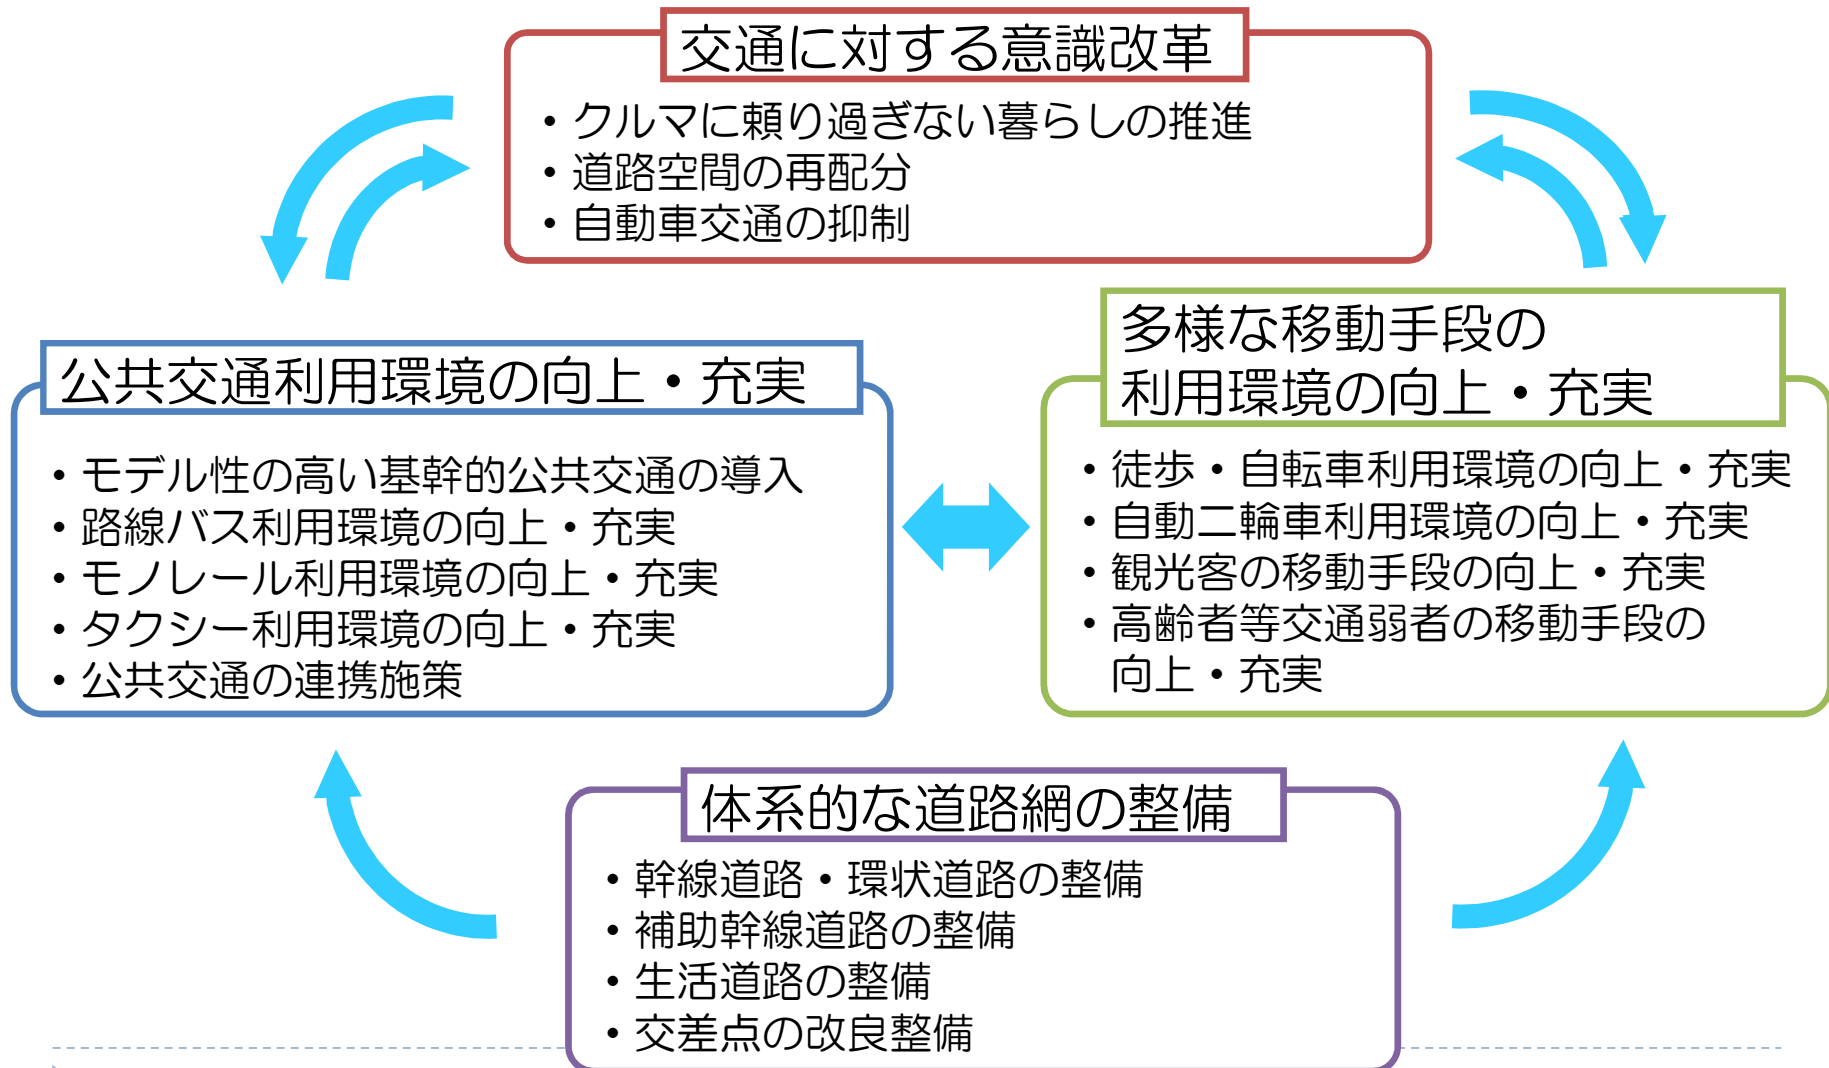 交通に対する意識改革
・クルマに頼り過ぎない暮らしの推進
・道路空間の再配分
・自動車交通の抑制
公共交通利用環境の向上・充実
・モデル性の高い基幹的公共交通の導入
・路線バス利用環境の向上・充実
・モノレール利用環境の向上・充実
・タクシー利用環境の向上・充実
・公共交通の連携施策
多様な移動手段の
利用環境の向上・充実
・徒歩・自転車利用環境の向上・充実
・自動二輪車利用環境の向上・充実
・観光客の移動手段の向上・充実
・高齢者等交通弱者の移動手段の
向上・充実
体系的な道路網の整備
・幹線道路・環状道路の整備
・補助幹線道路の整備
・生活道路の整備
・交差点の改良整備